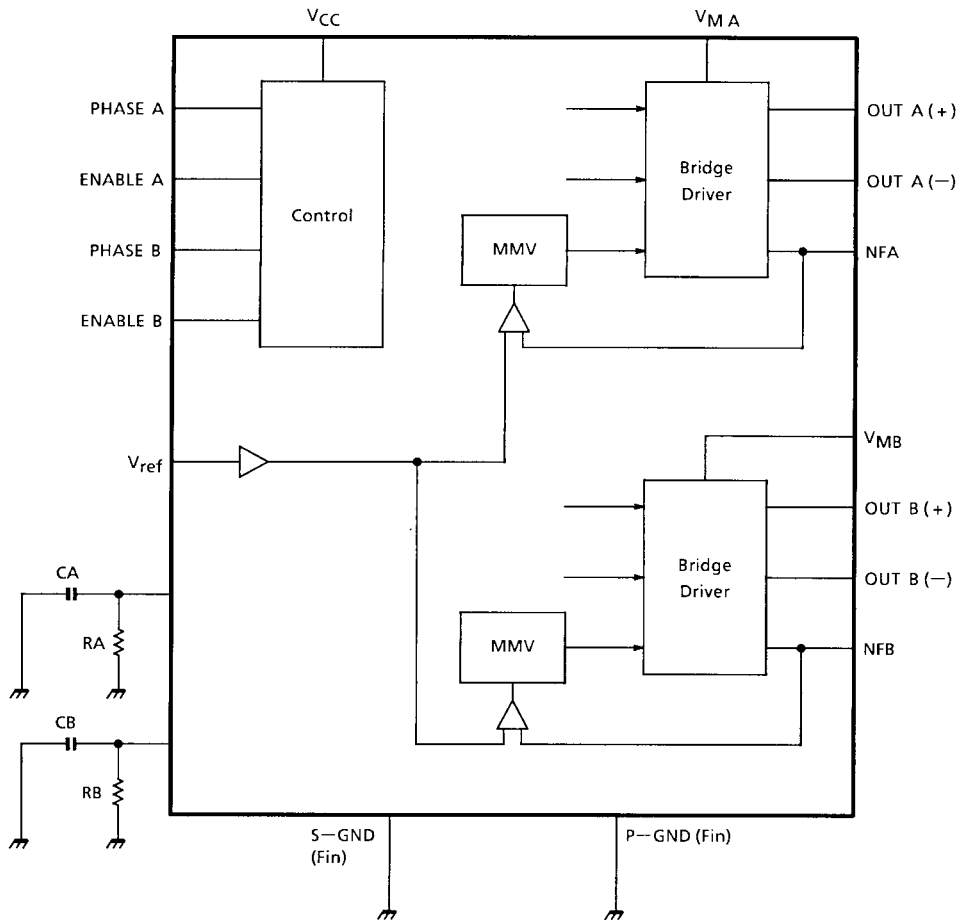 VCC
VM A
PHASE A
ENABLE A
PHASE B
ENABLE B
Control
Bridge
Driver
OUT A (+)
OUT A (—)
NFA
MMV
Vref
VMB
Bridge
Driver
OUT B (+)
OUT B (—)
NFB
MMV
CA
RA
CB
RB
S—GND
(Fin)
P—GND (Fin)